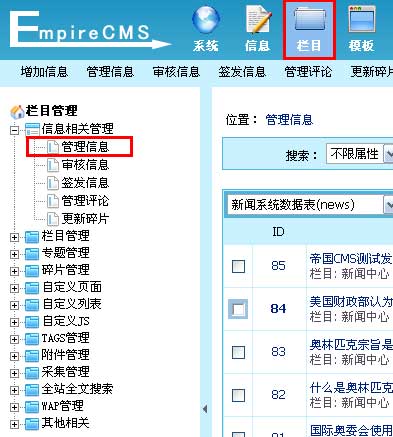 EmpireCMS
系统 信息 栏目 模板
增加信息 管理信息 审核信息 签发信息 管理评论 更新碎片
栏目管理
信息相关管理
管理信息
审核信息
签发信息
管理评论
更新碎片
栏目管理
专题管理
碎片管理
自定义页面
自定义列表
自定义JS
TAGS管理
附件管理
采集管理
全站全文搜索
WAP管理
其他相关
位置： 管理信息
搜索： 不限属性
新闻系统数据表(news)
ID
85 帝国CMS测试发
栏目: 新闻中心
84 美国财政部认为
栏目: 新闻中心
83 奥林匹克宗旨是
栏目: 新闻中心
82 什么是奥林匹克
栏目: 新闻中心
81 国际奥委会使用